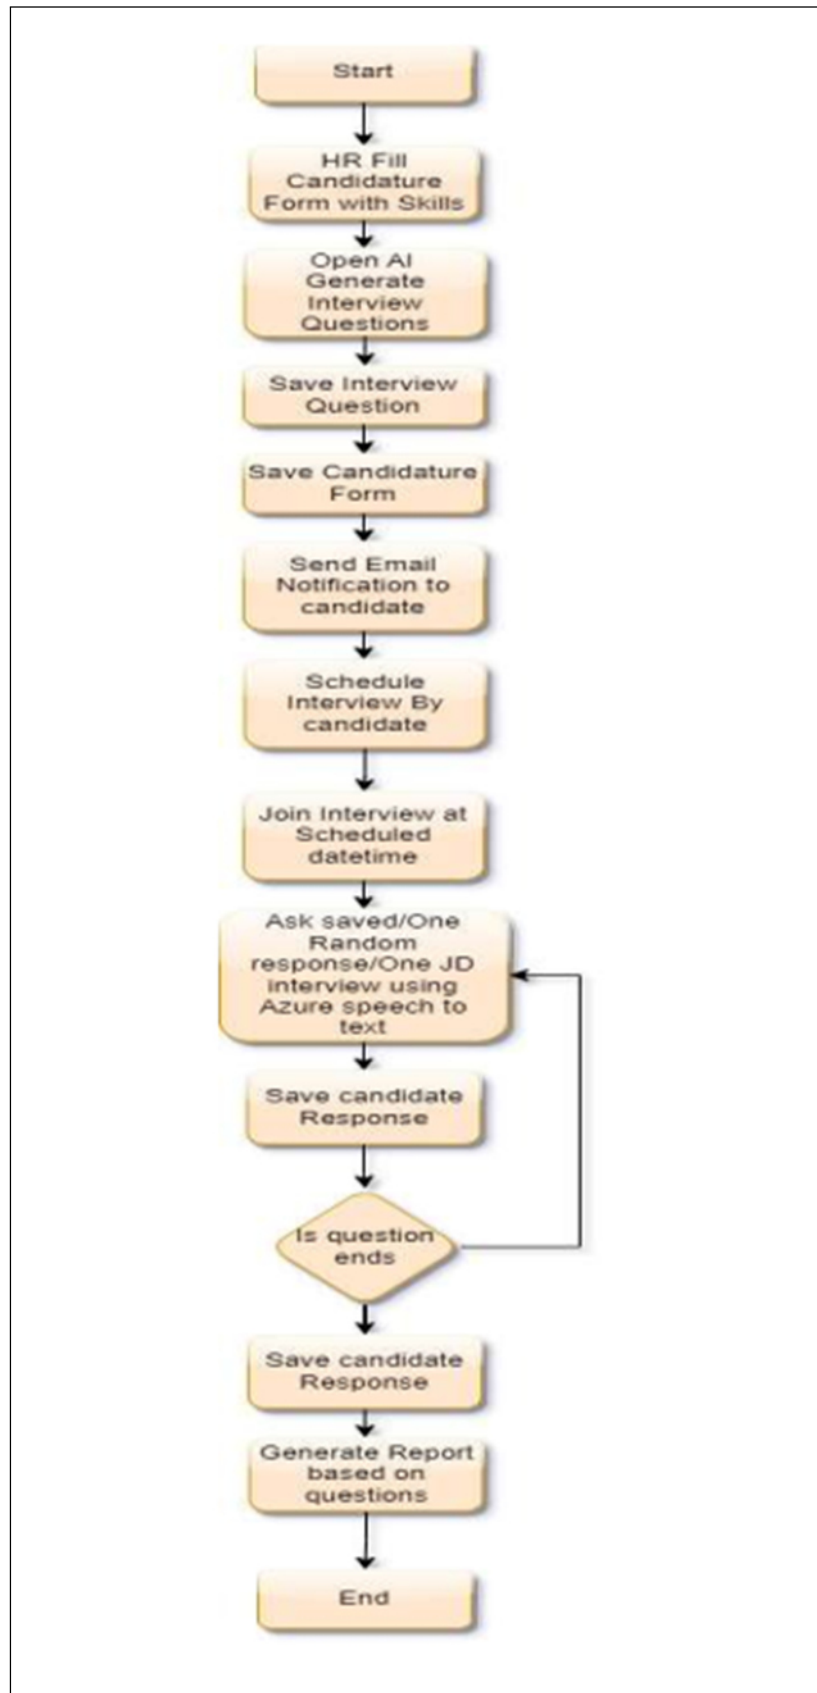 Start
HR Fill
Candidature
Form with Skills
Open AI
Generate
Interview
Questions
Save Interview
Question
Save Candidature
Form
Send Email
Notification to
candidate
Schedule
Interview By
candidate
Join Interview at
Scheduled
datetime
Ask saved/One
Random
response/One JD
interview using
Azure speech to
text
Save candidate
Response
Is question
ends
Save candidate
Response
Generate Report
based on
questions
End